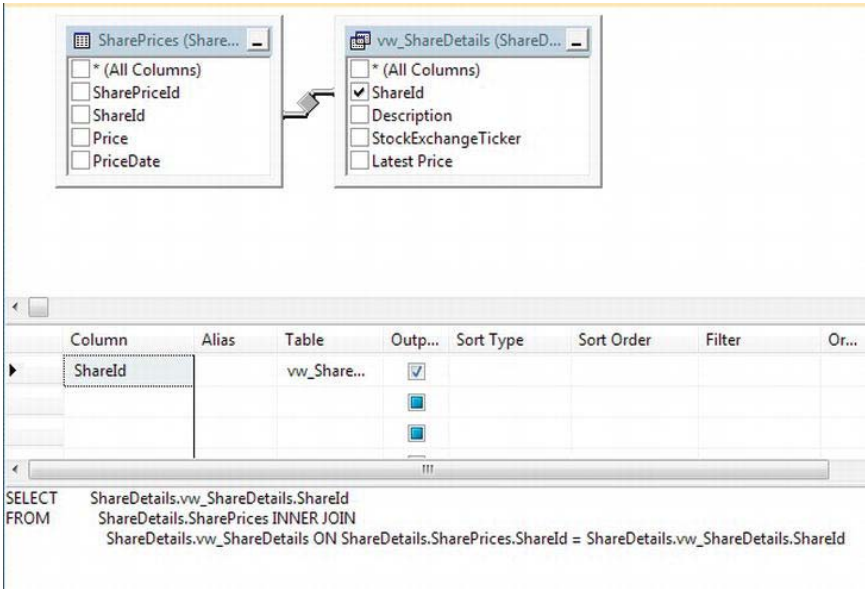 SharePrices (Share... vw_ShareDetails (ShareD...
* (All Columns)
SharePriceId
ShareId
Price
PriceDate
* (All Columns)
ShareId
Description
StockExchangeTicker
Latest Price
Column Alias Table Outp... Sort Type Sort Order Filter Or...
ShareId vw_Share...
SELECT ShareDetails.vw_ShareDetails.ShareId
FROM ShareDetails.SharePrices INNER JOIN
ShareDetails.vw_ShareDetails ON ShareDetails.SharePrices.ShareId = ShareDetails.vw_ShareDetails.ShareId